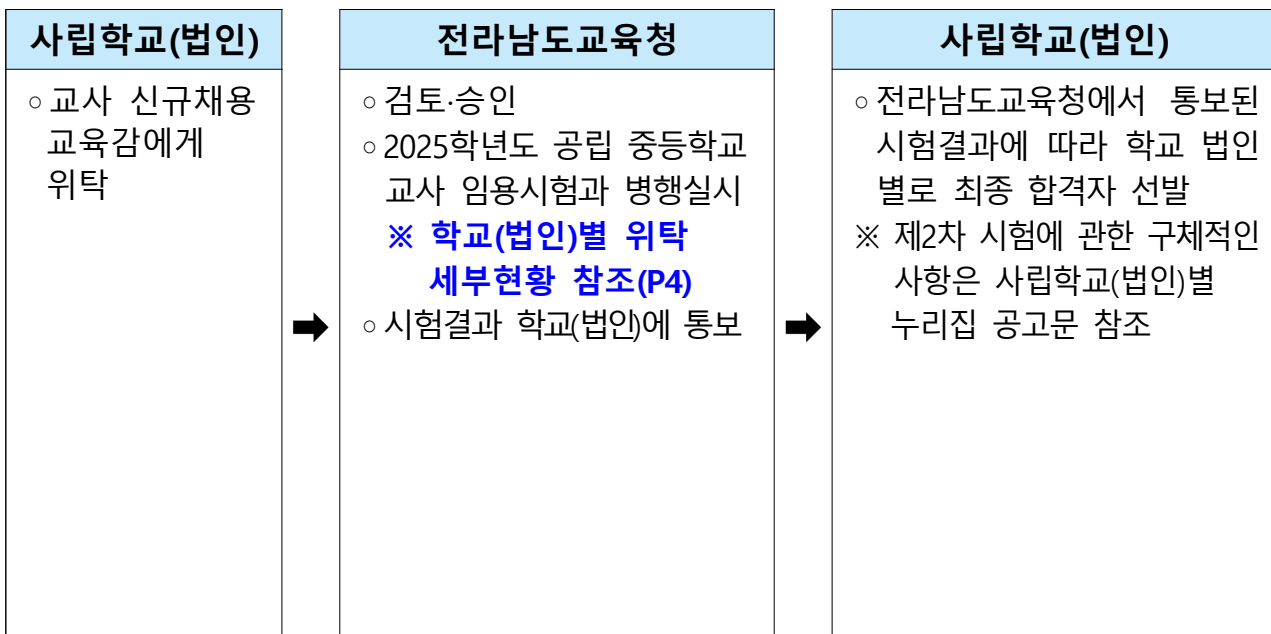 사립학교(법인)
◦교사 신규채용
교육감에게
위탁
➡
전라남도교육청
◦검토·승인
◦2025학년도 공립 중등학교
교사 임용시험과 병행실시
※ 학교(법인)별 위탁
세부현황 참조(P4)
◦시험결과 학교(법인)에 통보
➡
사립학교(법인)
◦전라남도교육청에서 통보된
시험결과에 따라 학교 법인
별로 최종 합격자 선발
※ 제2차 시험에 관한 구체적인
사항은 사립학교(법인)별
누리집 공고문 참조